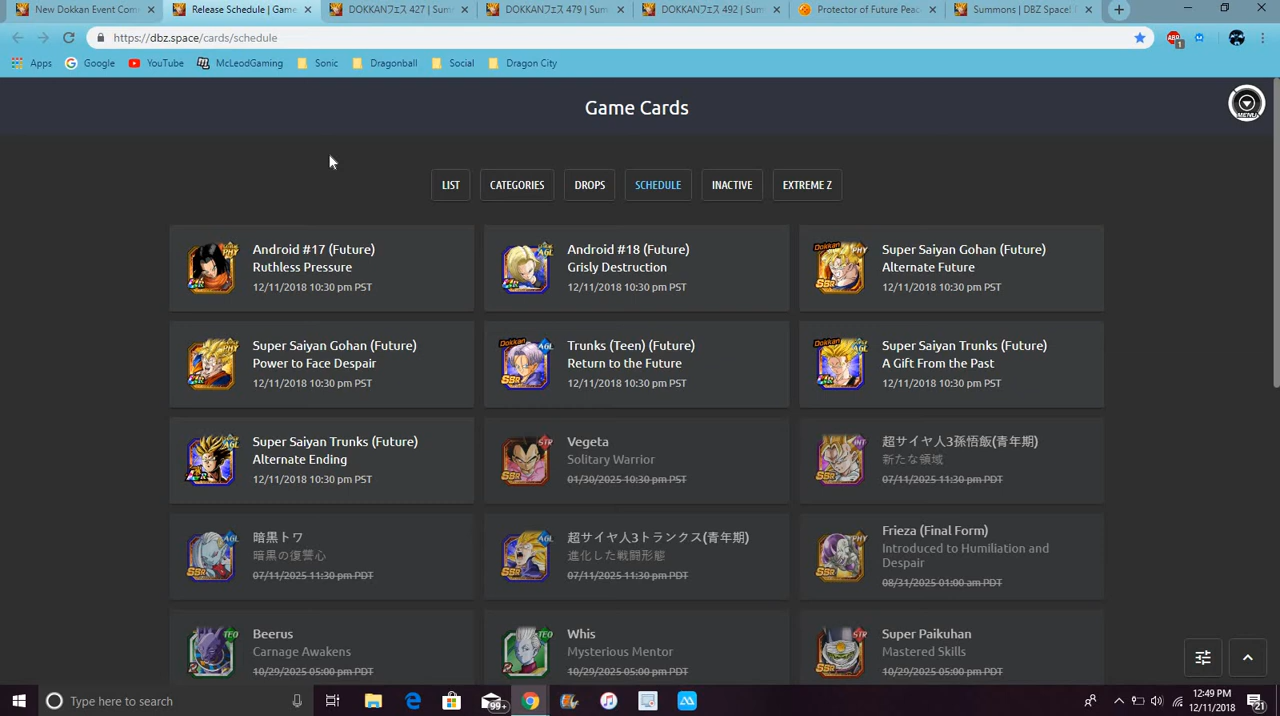 New Dokkan Event Com
Release Schedule | Game
DOKKANフェス 427 | Sum
DOKKANフェス 479 | Sum
DOKKANフェス 492 | Sum
Protector of Future Peac
Summons | DBZ Space! D
https://dbz.space/cards/schedule
Apps
Google
YouTube
McLeodGaming
Sonic
Dragonball
Social
Dragon City
Game Cards
MENU
LIST
CATEGORIES
DROPS
SCHEDULE
INACTIVE
EXTREME Z
Android #17 (Future)
Ruthless Pressure
12/11/2018 10:30 pm PST
Android #18 (Future)
Grisly Destruction
12/11/2018 10:30 pm PST
Super Saiyan Gohan (Future)
Alternate Future
12/11/2018 10:30 pm PST
Super Saiyan Gohan (Future)
Power to Face Despair
12/11/2018 10:30 pm PST
Trunks (Teen) (Future)
Return to the Future
12/11/2018 10:30 pm PST
Super Saiyan Trunks (Future)
A Gift From the Past
12/11/2018 10:30 pm PST
Super Saiyan Trunks (Future)
Alternate Ending
12/11/2018 10:30 pm PST
Vegeta
Solitary Warrior
01/30/2025 10:30 pm PST
超サイヤ人3孫悟飯(青年期)
新たな領域
07/11/2025 11:30 pm PDT
暗黒トワ
暗黒の復讐心
07/11/2025 11:30 pm PDT
超サイヤ人3トランクス(青年期)
進化した戦闘形態
07/11/2025 11:30 pm PDT
Frieza (Final Form)
Introduced to Humiliation and
Despair
08/31/2025 01:00 am PDT
Beerus
Carnage Awakens
10/29/2025 05:00 pm PDT
Whis
Mysterious Mentor
10/29/2025 05:00 pm PDT
Super Paikuhan
Mastered Skills
10/29/2025 05:00 pm PDT
Type here to search
99+
12:49 PM
12/11/2018
21